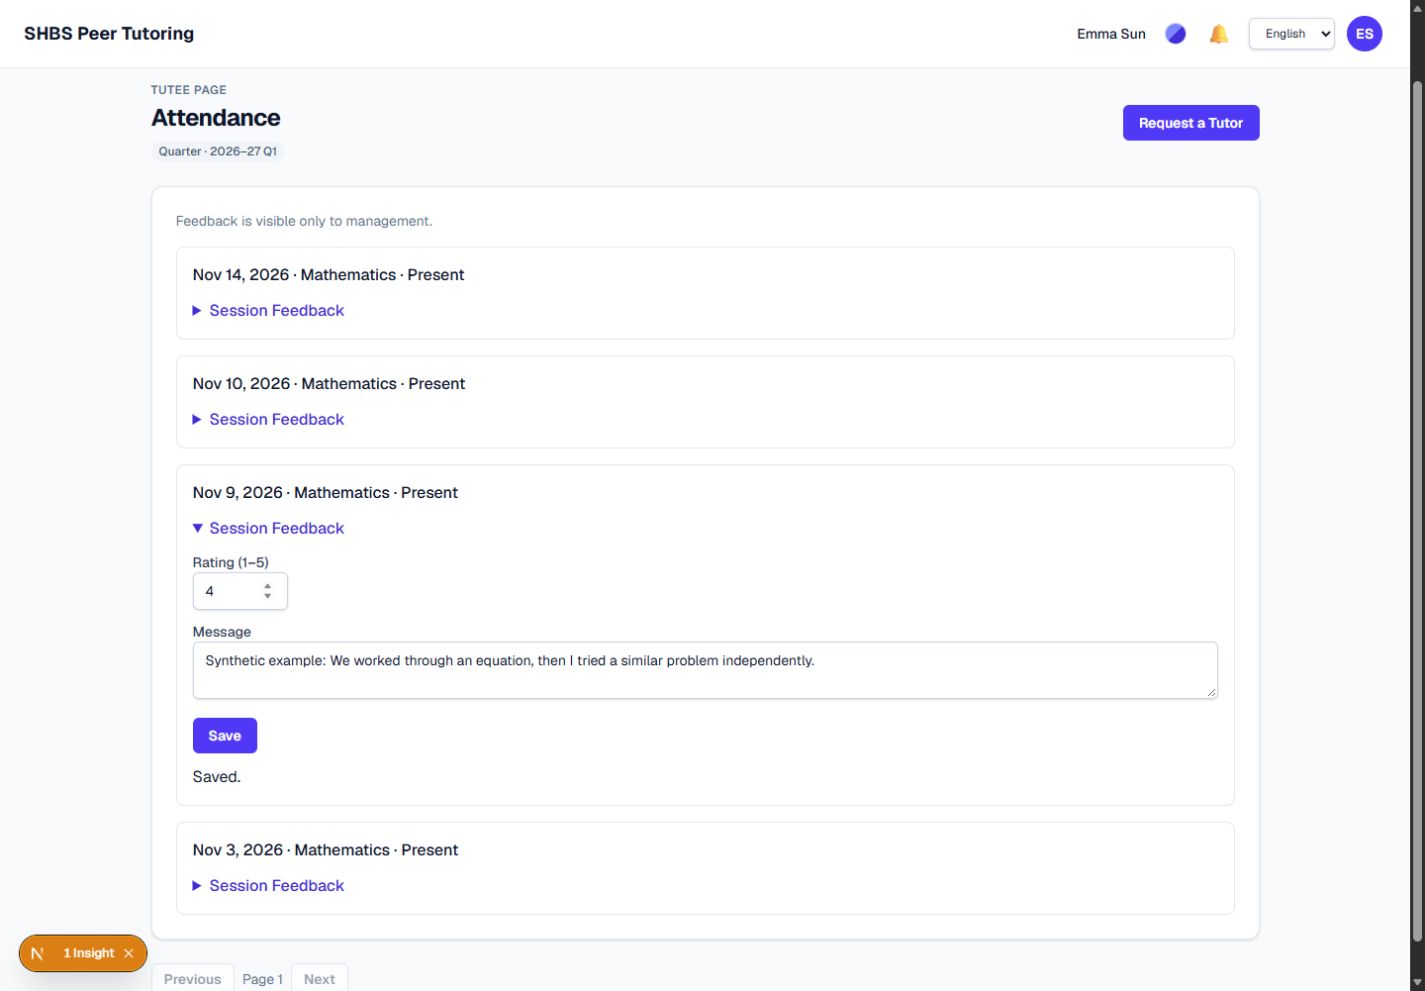 SHBS Peer Tutoring
Emma Sun
English
ES
TUTEE PAGE
Attendance
Request a Tutor
Quarter · 2026–27 Q1
Feedback is visible only to management.
Nov 14, 2026 · Mathematics · Present
Session Feedback
Nov 10, 2026 · Mathematics · Present
Session Feedback
Nov 9, 2026 · Mathematics · Present
Session Feedback
Rating (1–5)
4
Message
Synthetic example: We worked through an equation, then I tried a similar problem independently.
Save
Saved.
Nov 3, 2026 · Mathematics · Present
Session Feedback
N 1 Insight
Previous Page 1 Next